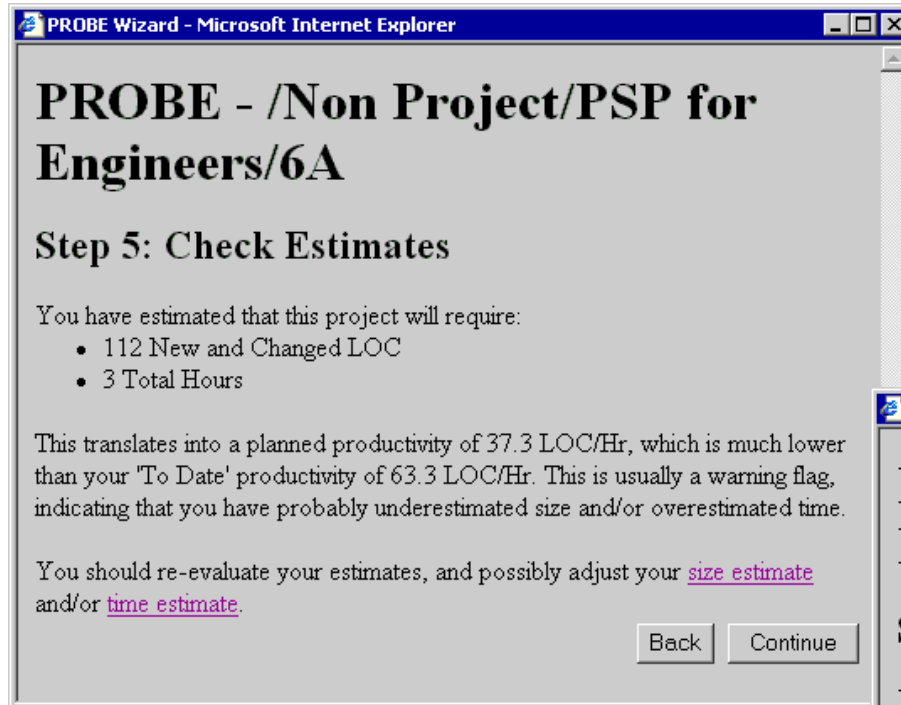 PROBE Wizard - Microsoft Internet Explorer
PROBE - /Non Project/PSP for
Engineers/6A
Step 5: Check Estimates
You have estimated that this project will require:
• 112 New and Changed LOC
• 3 Total Hours
This translates into a planned productivity of 37.3 LOC/Hr, which is much lower
than your 'To Date' productivity of 63.3 LOC/Hr. This is usually a warning flag,
indicating that you have probably underestimated size and/or overestimated time.
You should re-evaluate your estimates, and possibly adjust your size estimate
and/or time estimate.
Back Continue